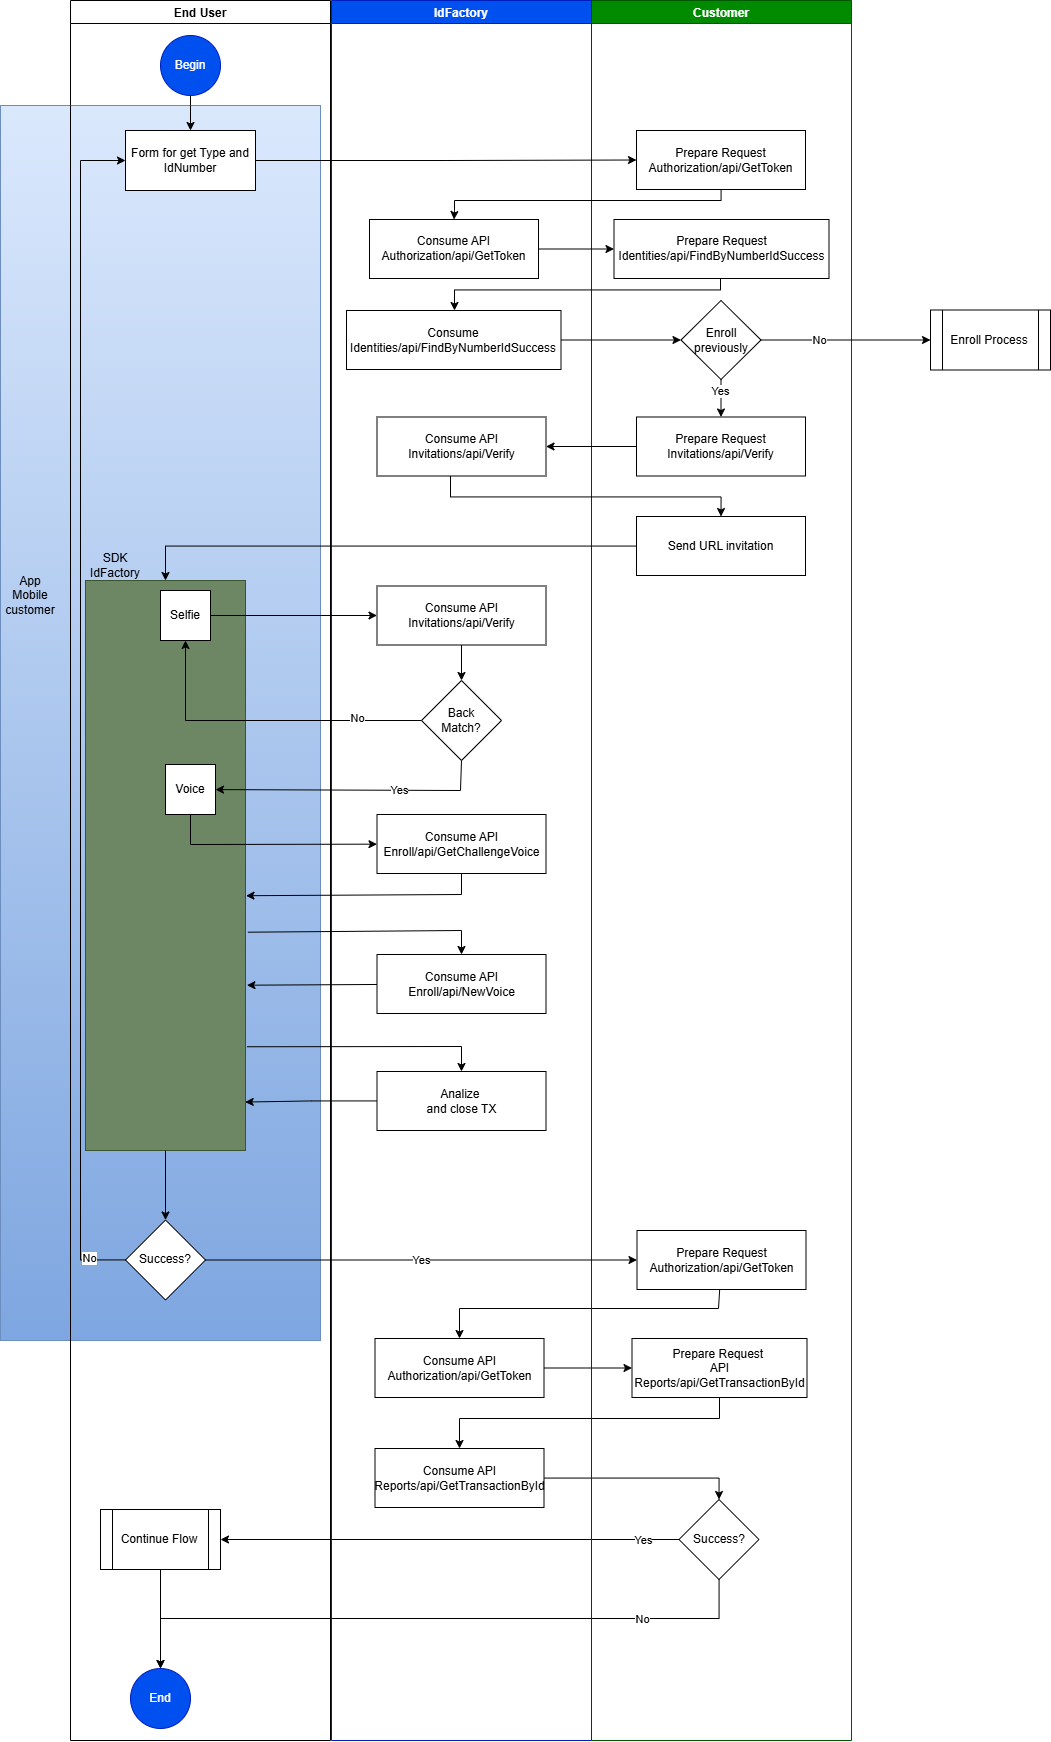 End User
IdFactory
Customer
Begin
Form for get Type and
IdNumber
Prepare Request
Authorization/api/GetToken
Consume API
Authorization/api/GetToken
Prepare Request
Identities/api/FindByNumberIdSuccess
Consume
Identities/api/FindByNumberIdSuccess
Enroll
previously
No
Enroll Process
Yes
Consume API
Invitations/api/Verify
Prepare Request
Invitations/api/Verify
Send URL invitation
SDK
IdFactory
App
Mobile
customer
Selfie
Consume API
Invitations/api/Verify
Back
Match?
No
Voice
Yes
Consume API
Enroll/api/GetChallengeVoice
Consume API
Enroll/api/NewVoice
Analize
and close TX
No
Success?
Yes
Prepare Request
Authorization/api/GetToken
Consume API
Authorization/api/GetToken
Prepare Request
API
Reports/api/GetTransactionById
Consume API
Reports/api/GetTransactionById
Continue Flow
Yes
Success?
No
End